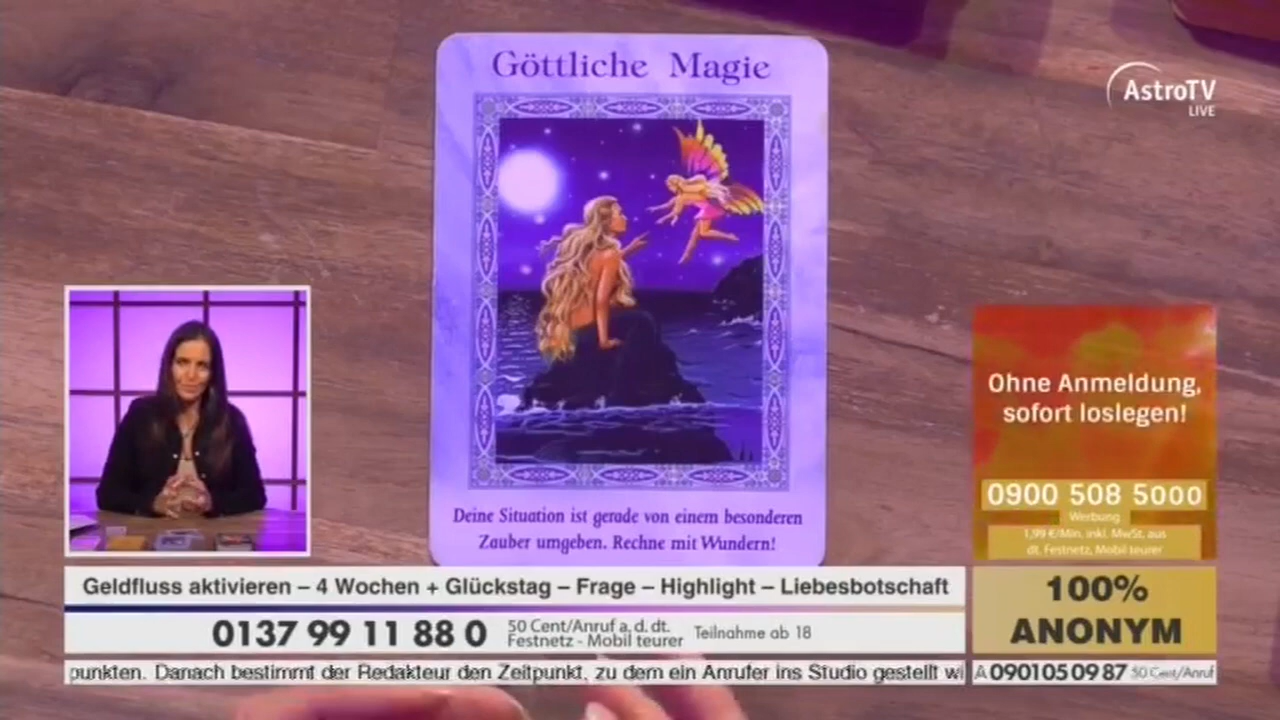 Göttliche Magie
AstroTV
LIVE
Deine Situation ist gerade von einem besonderen
Zauber umgeben. Rechne mit Wundern!
Ohne Anmeldung,
sofort loslegen!
0900 508 5000
Werbung
1,99 €/Min. inkl. MwSt. aus
dt. Festnetz, Mobil teurer
Geldfluss aktivieren – 4 Wochen + Glückstag – Frage – Highlight – Liebesbotschaft
0137 99 11 88 0
50 Cent/Anruf a. d. dt.
Festnetz - Mobil teurer
Teilnahme ab 18
100%
ANONYM
punkten. Danach bestimmt der Redakteur den Zeitpunkt, zu dem ein Anrufer ins Studio gestellt wi
A 090105 09 87 50 Cent/Anruf